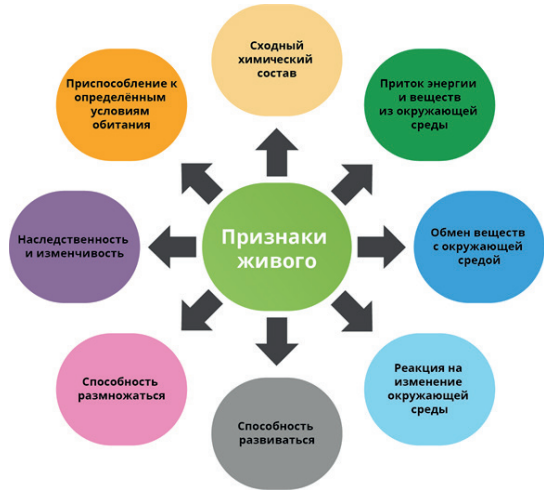 Сходный
химический
состав
Приток энергии
и веществ
из окружающей
среды
Обмен веществ
с окружающей
средой
Реакция на
изменение
окружающей
среды
Способность
развиваться
Способность
размножаться
Наследственность
и изменчивость
Приспособление к
определённым
условиям
обитания
Признаки
живого